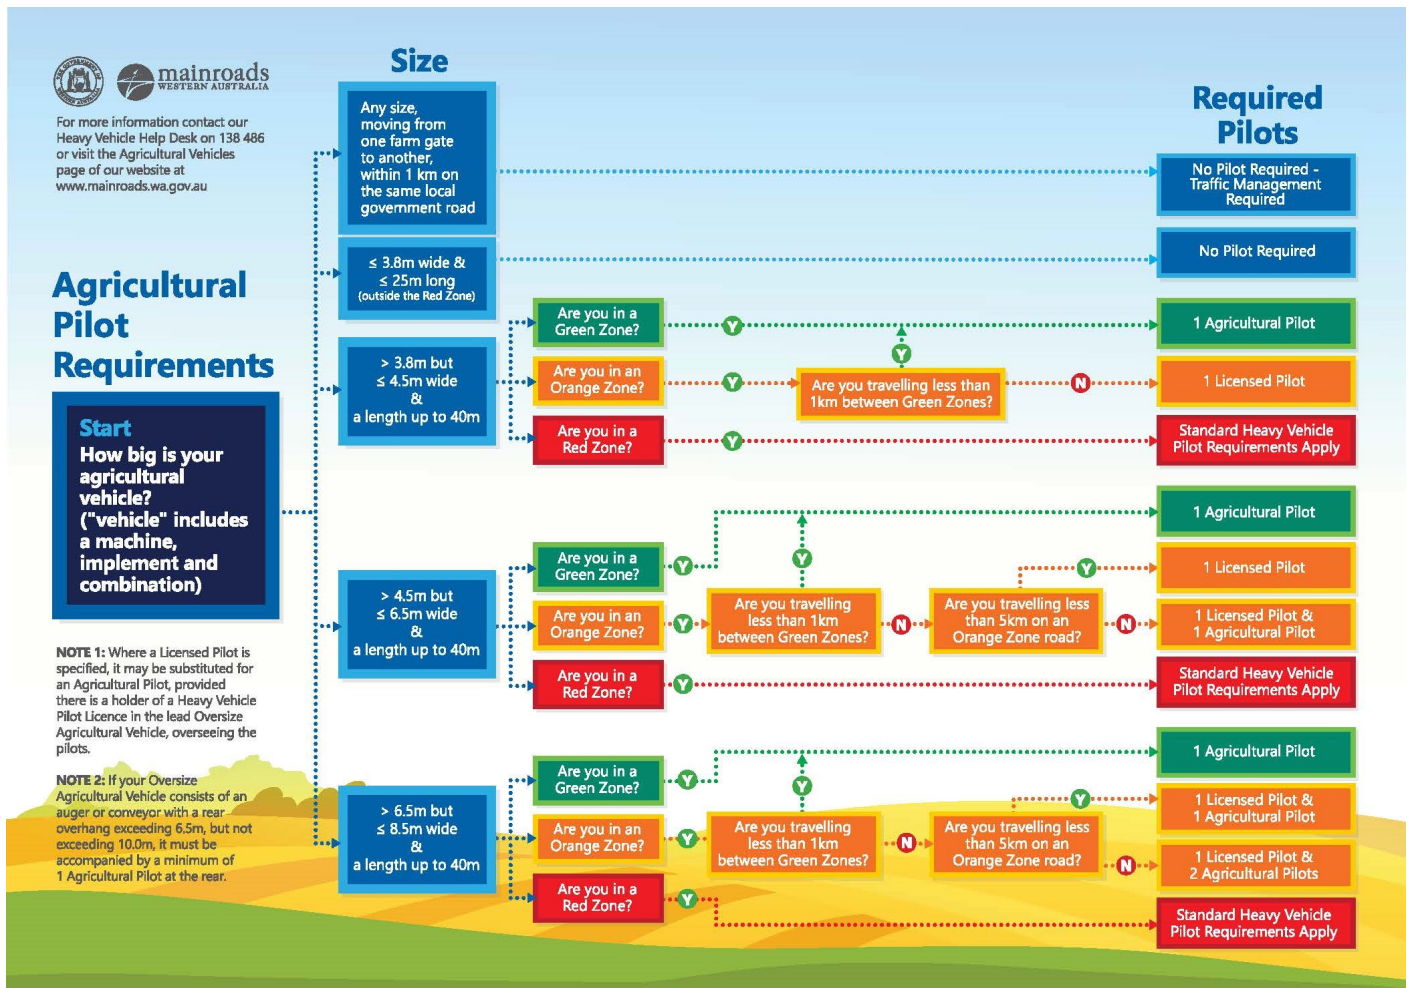 mainroads
WESTERN AUSTRALIA
For more information contact our
Heavy Vehicle Help Desk on 138 486
or visit the Agricultural Vehicles
page of our website at
www.mainroads.wa.gov.au
Agricultural
Pilot
Requirements
Start
How big is your
agricultural
vehicle?
("vehicle" includes
a machine,
implement and
combination)
NOTE 1: Where a Licensed Pilot is
specified, it may be substituted for
an Agricultural Pilot, provided
there is a holder of a Heavy Vehicle
Pilot Licence in the lead Oversize
Agricultural Vehicle, overseeing the
pilots.
NOTE 2: If your Oversize
Agricultural Vehicle consists of an
auger or conveyor with a rear
overhang exceeding 6.5m, but not
exceeding 10.0m, it must be
accompanied by a minimum of
1 Agricultural Pilot at the rear.
Size
Required
Pilots
Any size,
moving from
one farm gate
to another,
within 1 km on
the same local
government road
No Pilot Required -
Traffic Management
Required
≤ 3.8m wide &
≤ 25m long
(outside the Red Zone)
No Pilot Required
> 3.8m but
≤ 4.5m wide
&
a length up to 40m
Are you in a
Green Zone?
Y
1 Agricultural Pilot
Are you in an
Orange Zone?
Y
Are you travelling less than
1km between Green Zones?
Y
N
1 Licensed Pilot
Are you in a
Red Zone?
Y
Standard Heavy Vehicle
Pilot Requirements Apply
> 4.5m but
≤ 6.5m wide
&
a length up to 40m
Are you in a
Green Zone?
Y
1 Agricultural Pilot
Are you in an
Orange Zone?
Y
Are you travelling
less than 1km
between Green Zones?
Y
N
Are you travelling less
than 5km on an
Orange Zone road?
Y
1 Licensed Pilot
N
1 Licensed Pilot &
1 Agricultural Pilot
Are you in a
Red Zone?
Y
Standard Heavy Vehicle
Pilot Requirements Apply
> 6.5m but
≤ 8.5m wide
&
a length up to 40m
Are you in a
Green Zone?
Y
1 Agricultural Pilot
Are you in an
Orange Zone?
Y
Are you travelling
less than 1km
between Green Zones?
Y
N
Are you travelling less
than 5km on an
Orange Zone road?
Y
1 Licensed Pilot &
1 Agricultural Pilot
N
1 Licensed Pilot &
2 Agricultural Pilots
Are you in a
Red Zone?
Y
Standard Heavy Vehicle
Pilot Requirements Apply